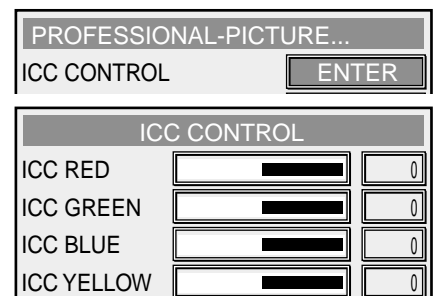 PROFESSIONAL-PICTURE...
ICC CONTROL ENTER
ICC CONTROL
ICC RED 0
ICC GREEN 0
ICC BLUE 0
ICC YELLOW 0